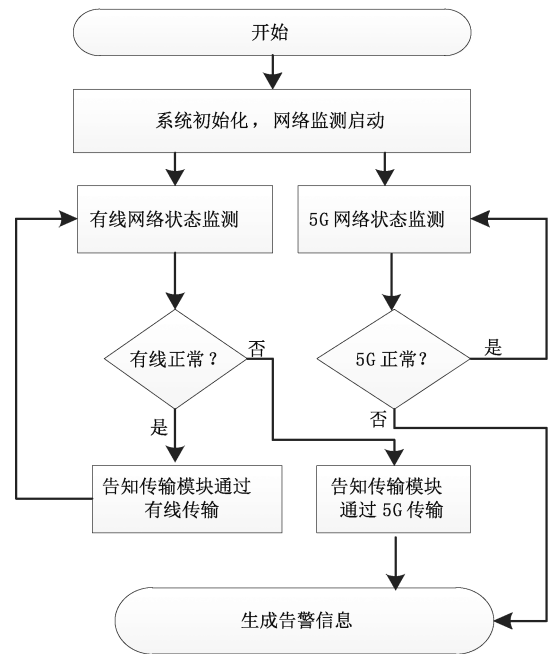 开始
系统初始化，网络监测启动
有线网络状态监测
5G 网络状态监测
有线正常？
否
5G 正常？
是
是
否
告知传输模块通过
有线传输
告知传输模块
通过 5G 传输
生成告警信息